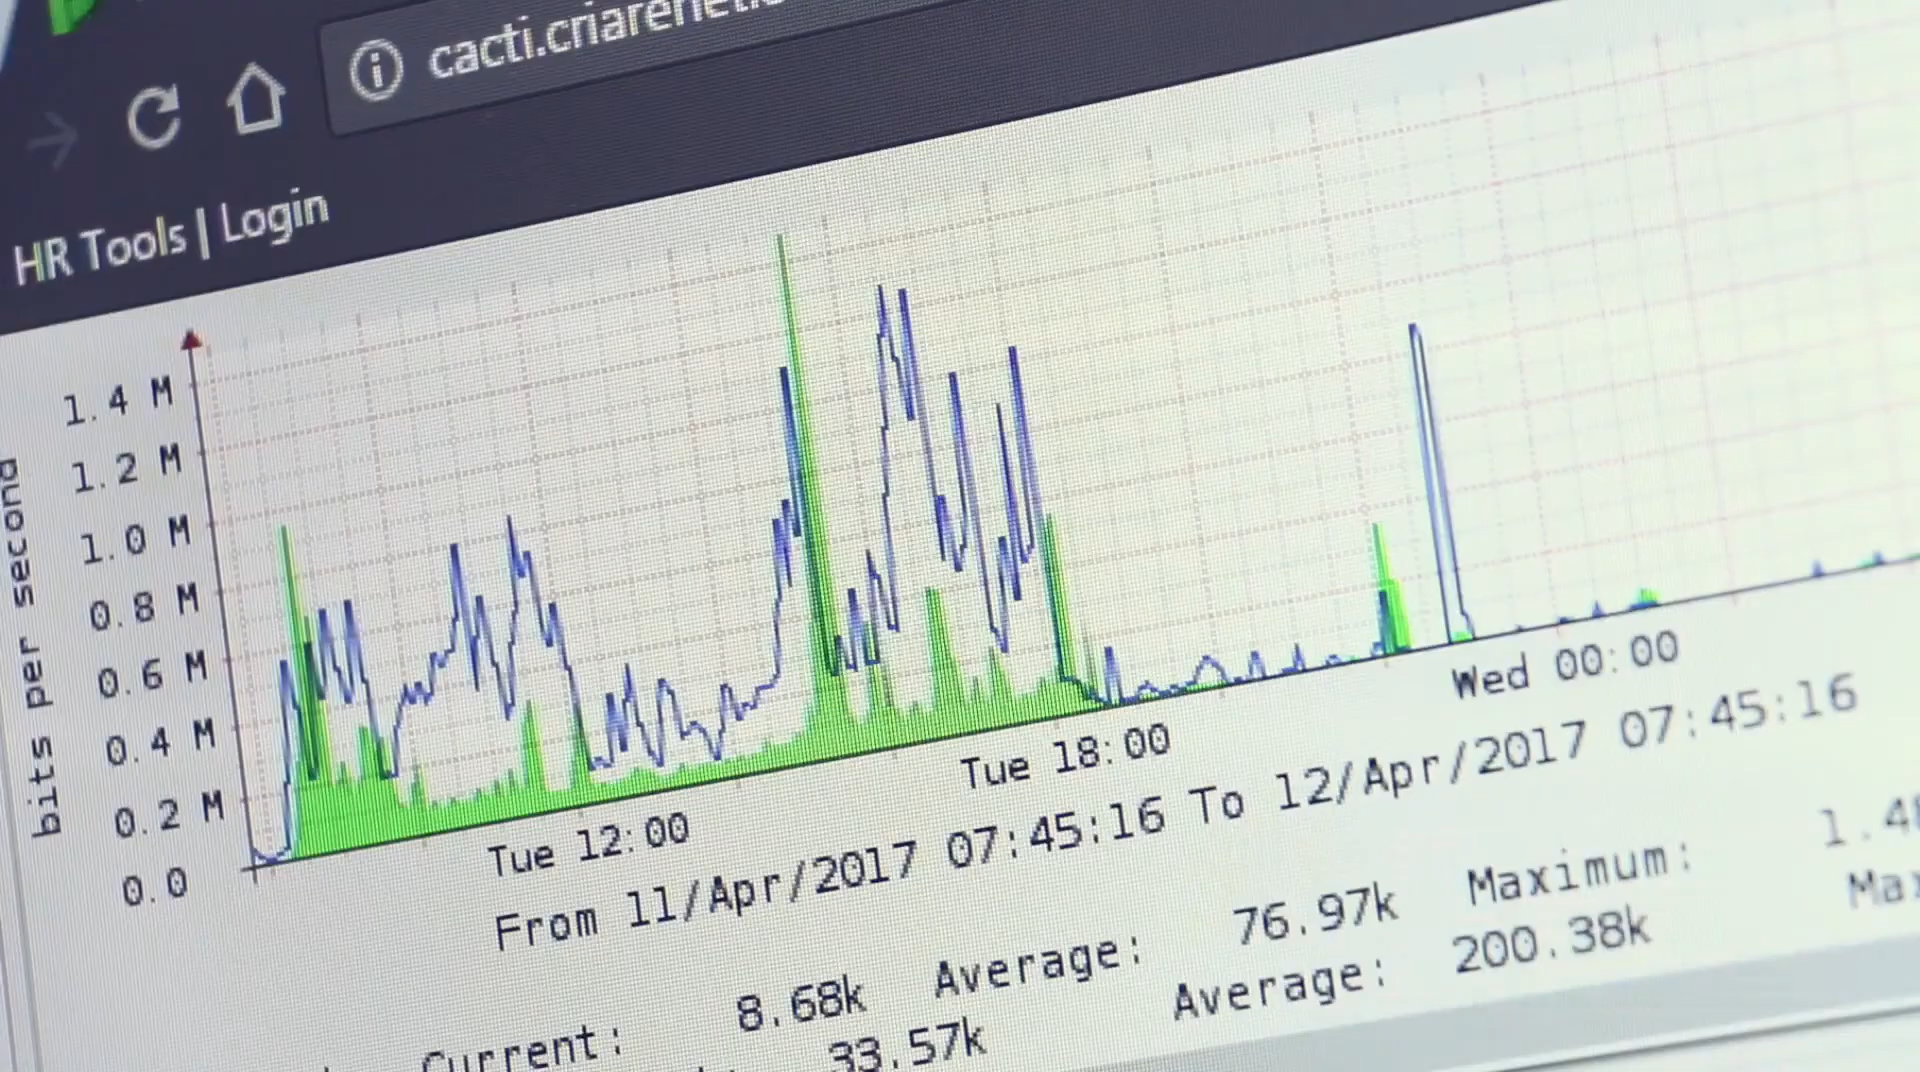 cacti.criarenet
HR Tools | Login
bits per second
1.4 M
1.2 M
1.0 M
0.8 M
0.6 M
0.4 M
0.2 M
0.0
Tue 12:00 Tue 18:00 Wed 00:00
From 11/Apr/2017 07:45:16 To 12/Apr/2017 07:45:16
Current: 8.68k Average: 76.97k Maximum: 1.4
33.57k Average: 200.38k Ma